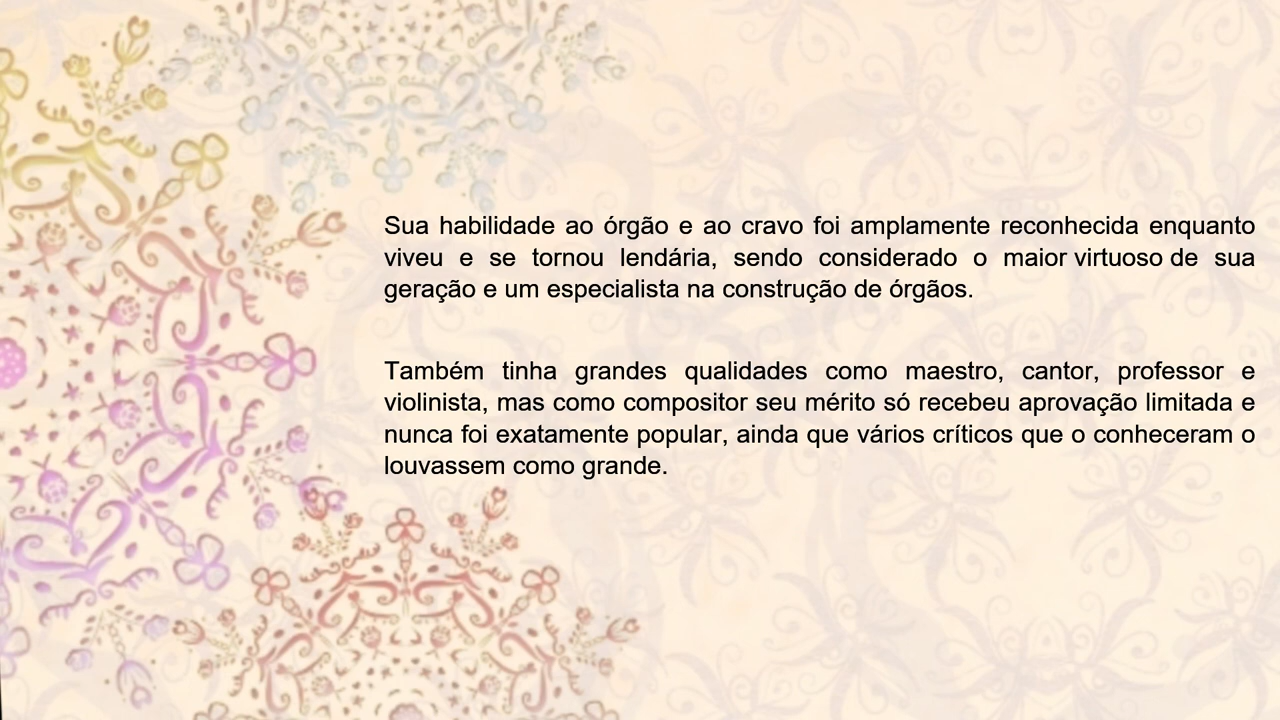 Sua habilidade ao órgão e ao cravo foi amplamente reconhecida enquanto
viveu e se tornou lendária, sendo considerado o maior virtuoso de sua
geração e um especialista na construção de órgãos.
Também tinha grandes qualidades como maestro, cantor, professor e
violinista, mas como compositor seu mérito só recebeu aprovação limitada e
nunca foi exatamente popular, ainda que vários críticos que o conheceram o
louvassem como grande.